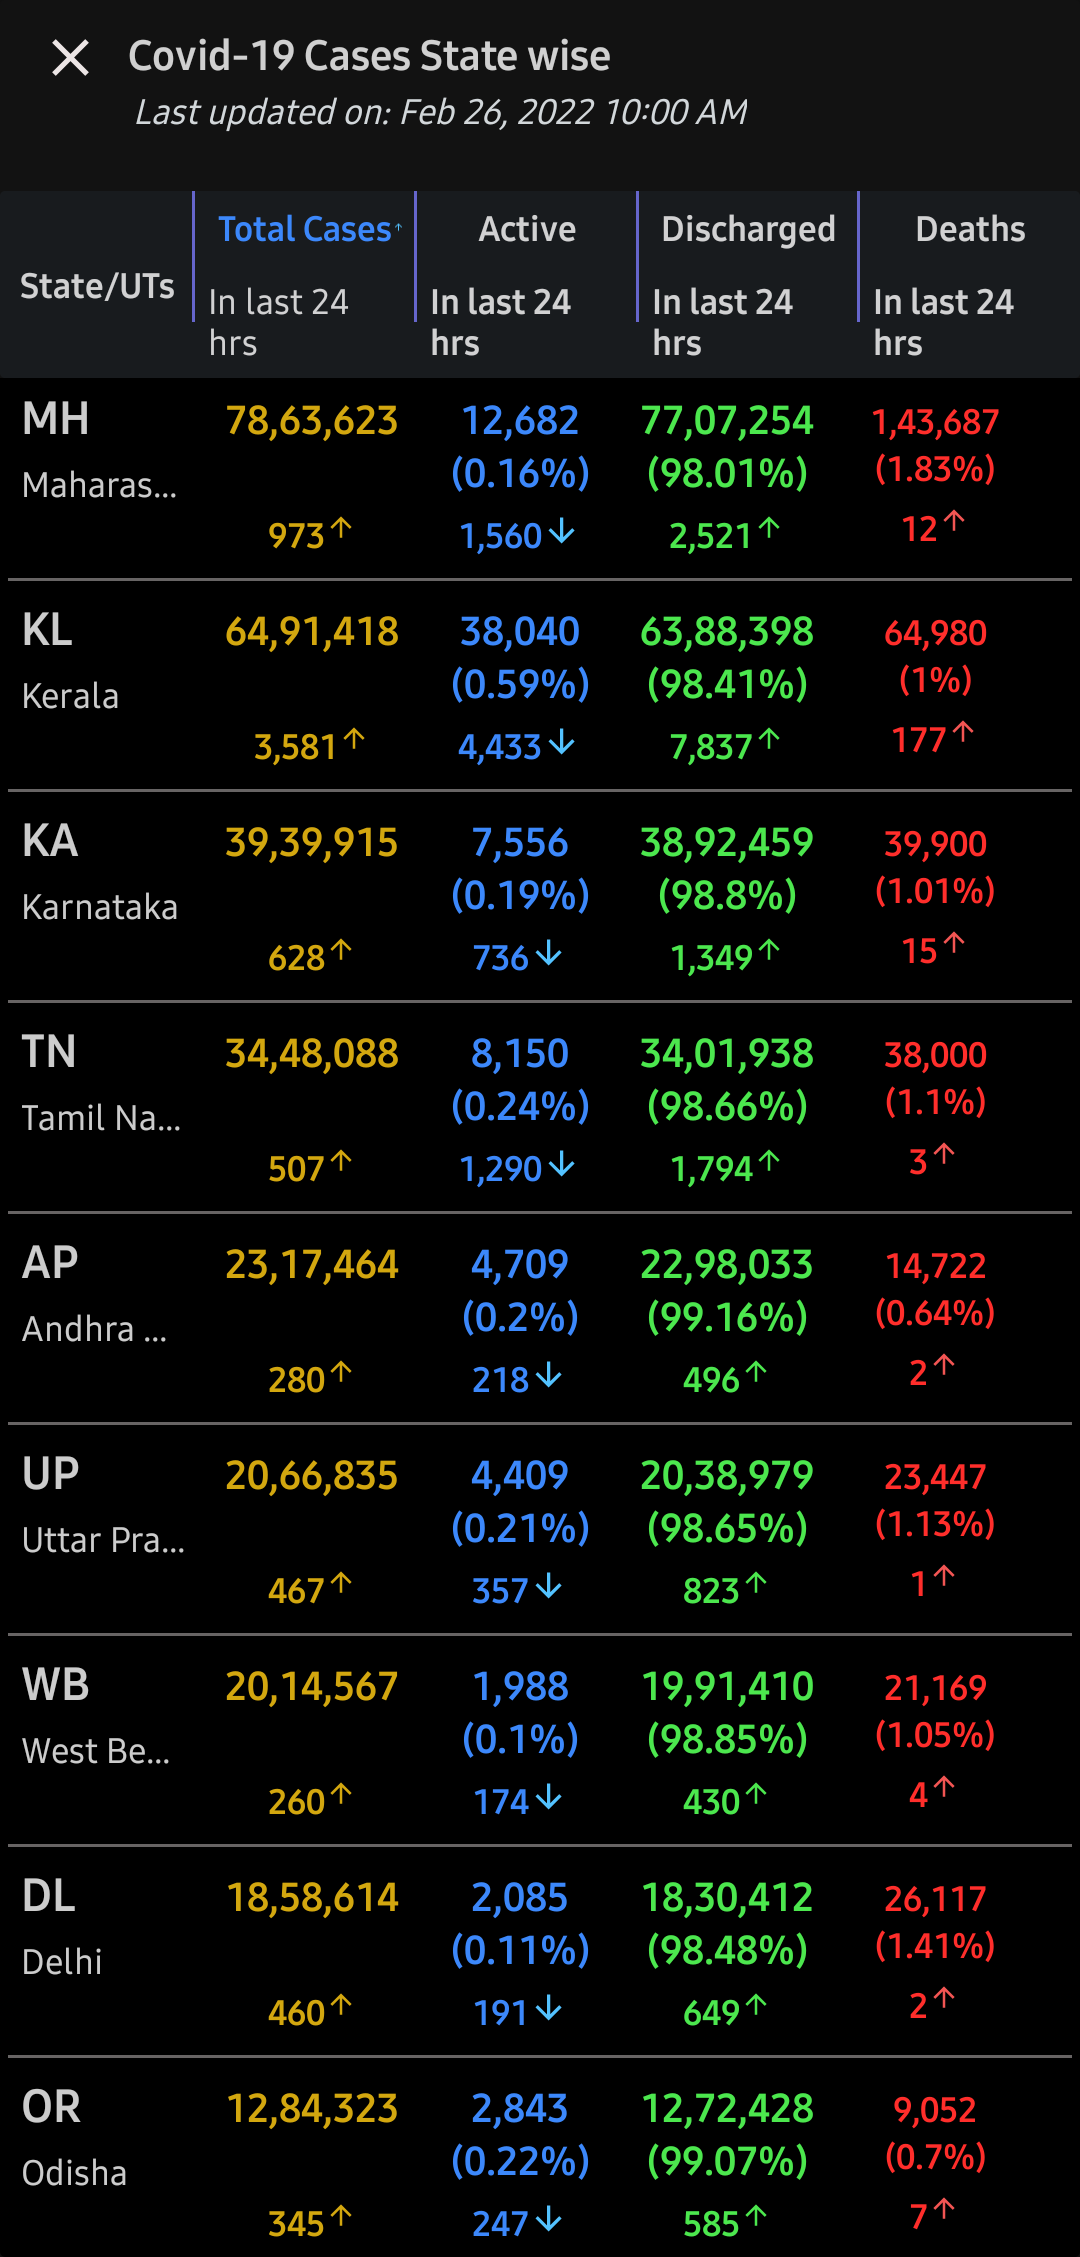 Covid-19 Cases State wise
Last updated on: Feb 26, 2022 10:00 AM
State/UTs
Total Cases↑ Active Discharged Deaths
In last 24 hrs In last 24 hrs In last 24 hrs In last 24 hrs
MH 78,63,623 12,682 77,07,254 1,43,687
Maharas... (0.16%) (98.01%) (1.83%)
973↑ 1,560↓ 2,521↑ 12↑
KL 64,91,418 38,040 63,88,398 64,980
Kerala (0.59%) (98.41%) (1%)
3,581↑ 4,433↓ 7,837↑ 177↑
KA 39,39,915 7,556 38,92,459 39,900
Karnataka (0.19%) (98.8%) (1.01%)
628↑ 736↓ 1,349↑ 15↑
TN 34,48,088 8,150 34,01,938 38,000
Tamil Na... (0.24%) (98.66%) (1.1%)
507↑ 1,290↓ 1,794↑ 3↑
AP 23,17,464 4,709 22,98,033 14,722
Andhra ... (0.2%) (99.16%) (0.64%)
280↑ 218↓ 496↑ 2↑
UP 20,66,835 4,409 20,38,979 23,447
Uttar Pra... (0.21%) (98.65%) (1.13%)
467↑ 357↓ 823↑ 1↑
WB 20,14,567 1,988 19,91,410 21,169
West Be... (0.1%) (98.85%) (1.05%)
260↑ 174↓ 430↑ 4↑
DL 18,58,614 2,085 18,30,412 26,117
Delhi (0.11%) (98.48%) (1.41%)
460↑ 191↓ 649↑ 2↑
OR 12,84,323 2,843 12,72,428 9,052
Odisha (0.22%) (99.07%) (0.7%)
345↑ 247↓ 585↑ 7↑